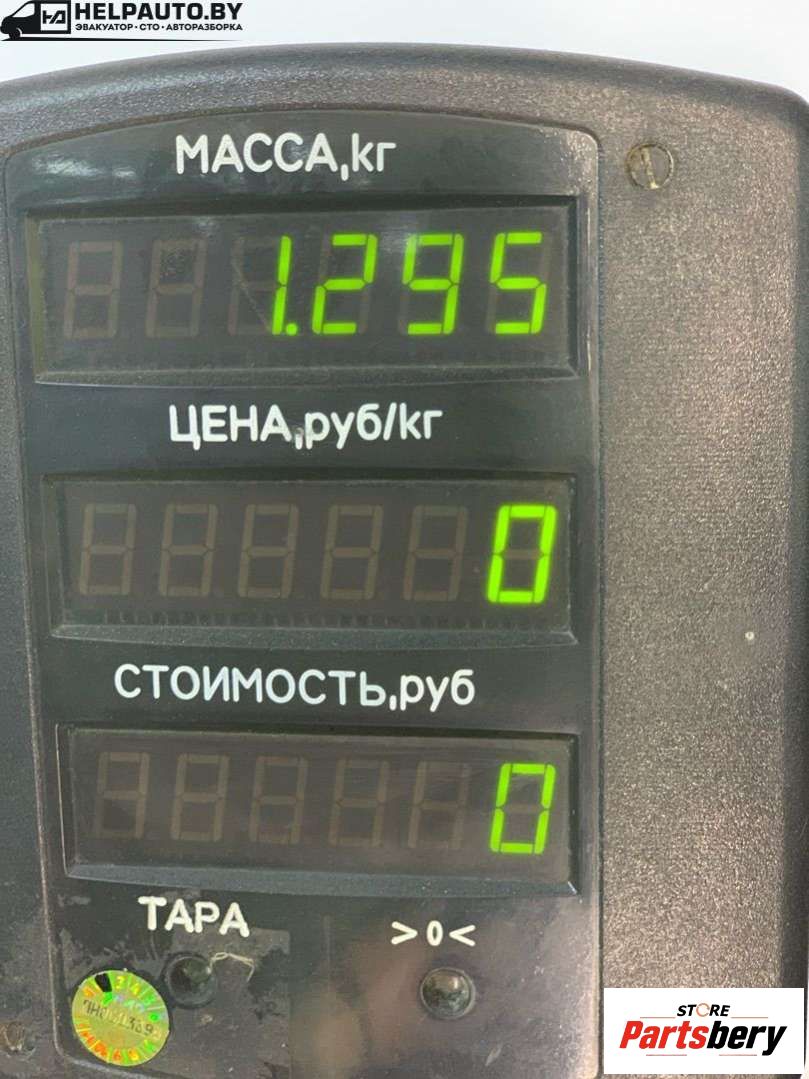 HELPAUTO.BY
ЭВАКУАТОР • СТО • АВТОРАЗБОРКА
МАССА,кг
1.295
ЦЕНА,руб/кг
0
СТОИМОСТЬ,руб
0
ТАРА
>0<
STORE
Partsbery